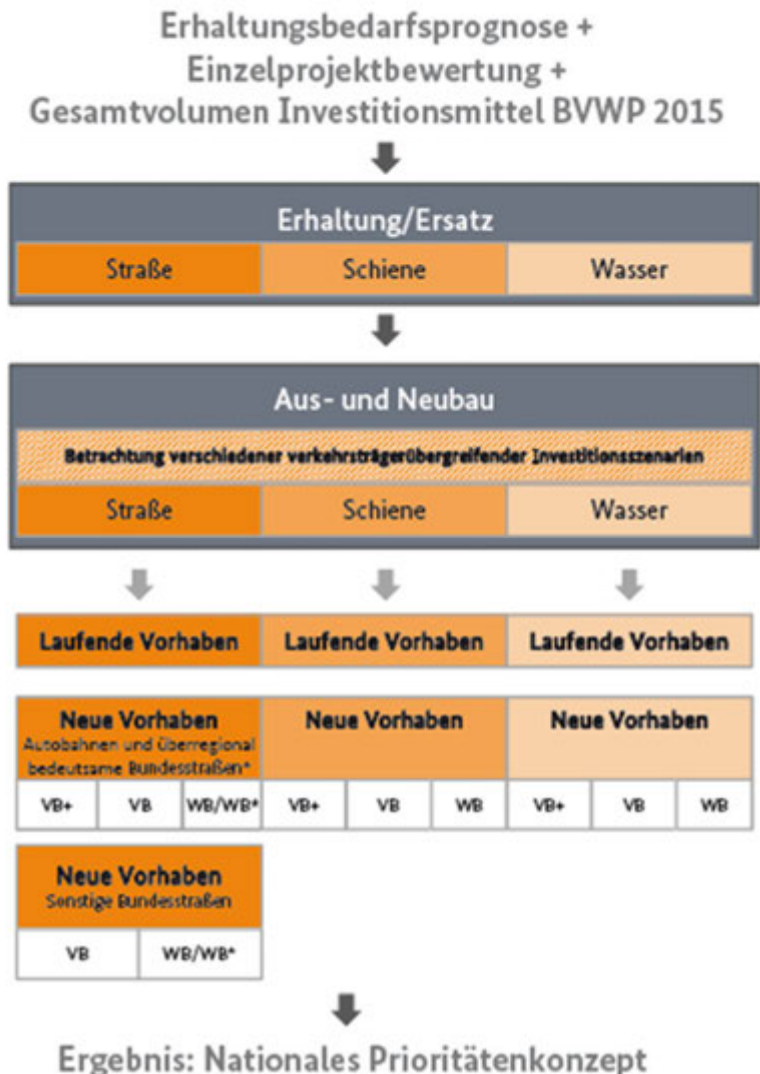 Erhaltungsbedarfsprognose +
Einzelprojektbewertung +
Gesamtvolumen Investitionsmittel BVWP 2015
Erhaltung/Ersatz
Straße Schiene Wasser
Aus- und Neubau
Betrachtung verschiedener verkehrsträgerübergreifender Investitionsszenarien
Straße Schiene Wasser
Laufende Vorhaben Laufende Vorhaben Laufende Vorhaben
Neue Vorhaben Neue Vorhaben Neue Vorhaben
Autobahnen und überregional
bedeutsame Bundesstraßen*
VB+ VB WB/WB* VB+ VB WB VB+ VB WB
Neue Vorhaben
Sonstige Bundesstraßen
VB WB/WB*
Ergebnis: Nationales Prioritätenkonzept